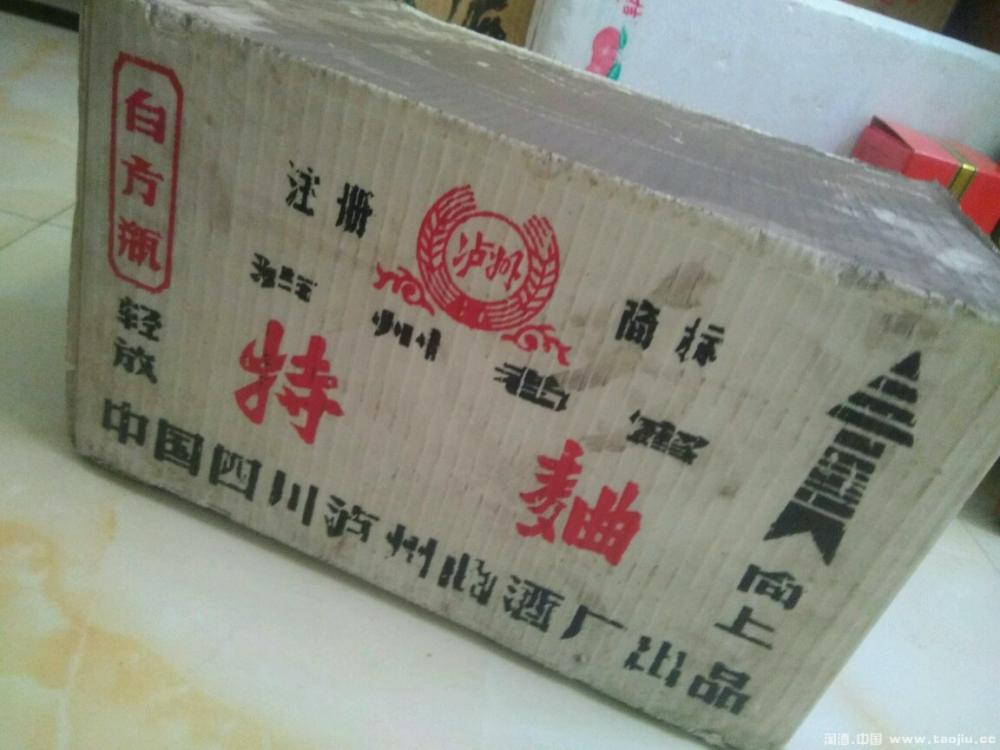 白方瓶
轻放
注册
商标
泸州
特麯
向上
中国四川泸州曲酒厂出品
淘酒.中国 www.taojiu.cc